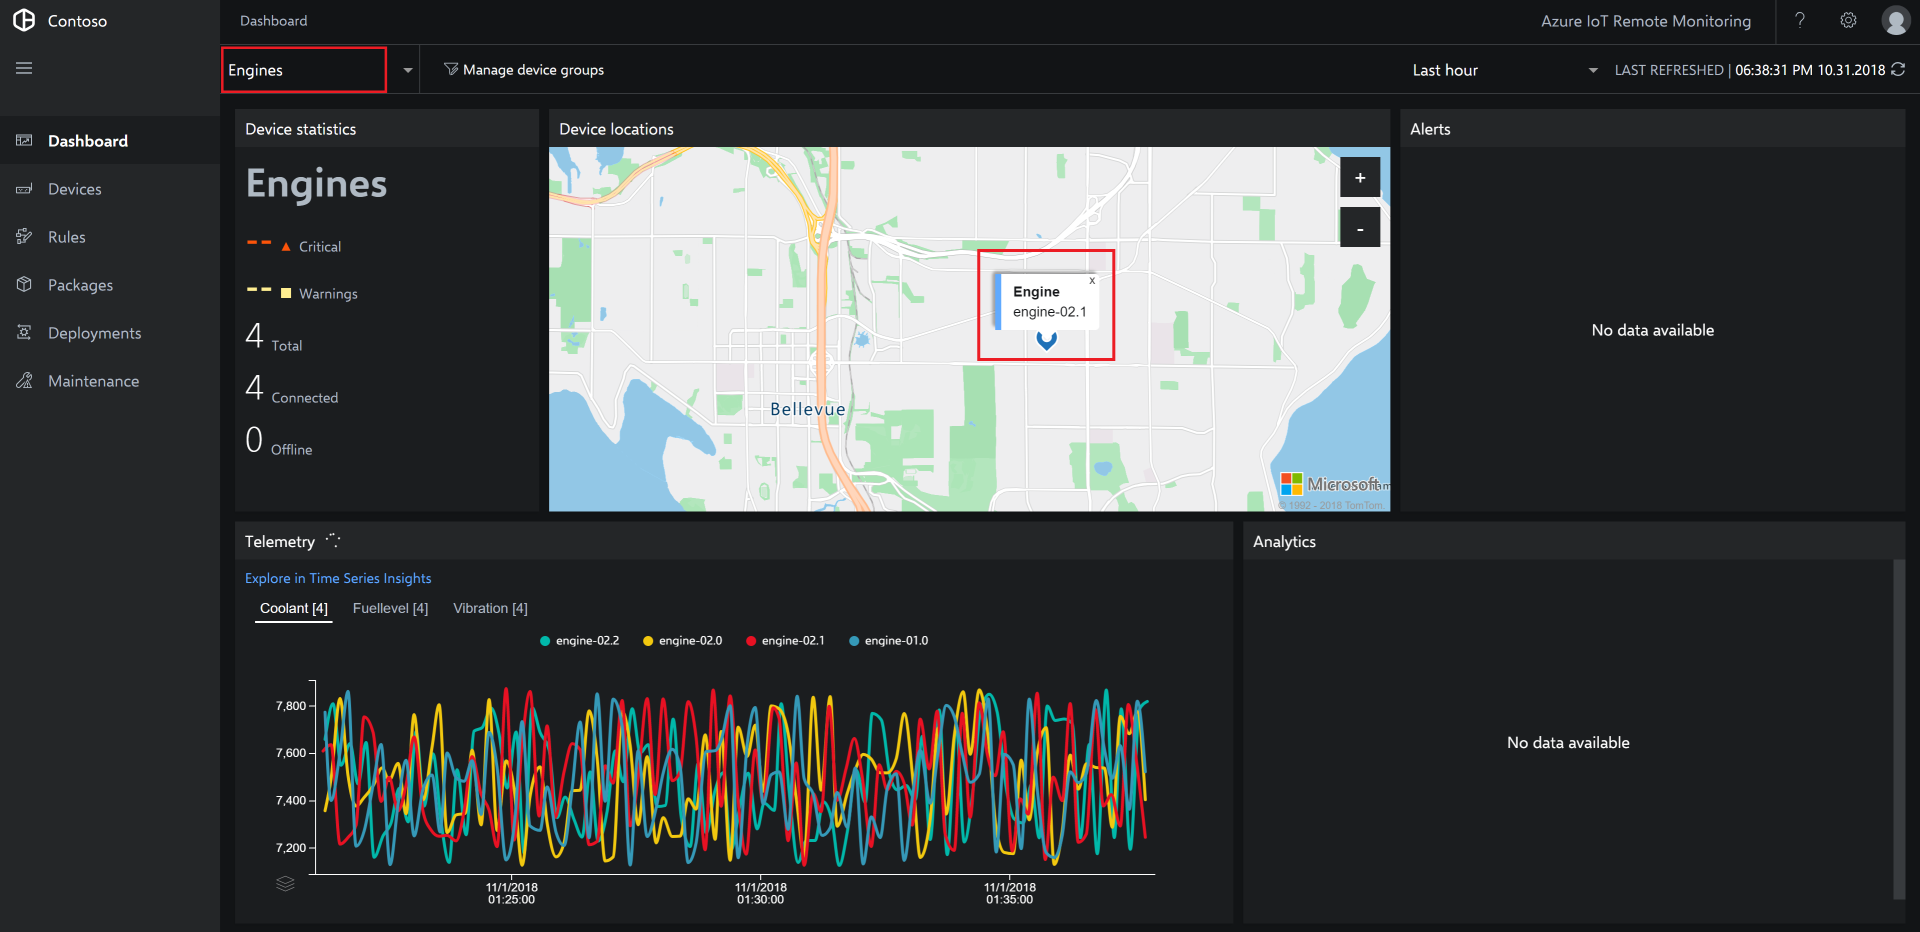 Contoso
Dashboard
Azure IoT Remote Monitoring
?
Engines
Manage device groups
Last hour
LAST REFRESHED | 06:38:31 PM 10.31.2018
Dashboard
Devices
Rules
Packages
Deployments
Maintenance
Device statistics
Engines
-- Critical
-- Warnings
4 Total
4 Connected
0 Offline
Device locations
+
-
x
Engine
engine-02.1
Bellevue
Microsoft
© 1992 - 2018 TomTom
Alerts
No data available
Telemetry
Explore in Time Series Insights
Coolant [4] Fuellevel [4] Vibration [4]
engine-02.2 engine-02.0 engine-02.1 engine-01.0
7,800
7,600
7,400
7,200
11/1/2018 11/1/2018 11/1/2018
01:25:00 01:30:00 01:35:00
Analytics
No data available